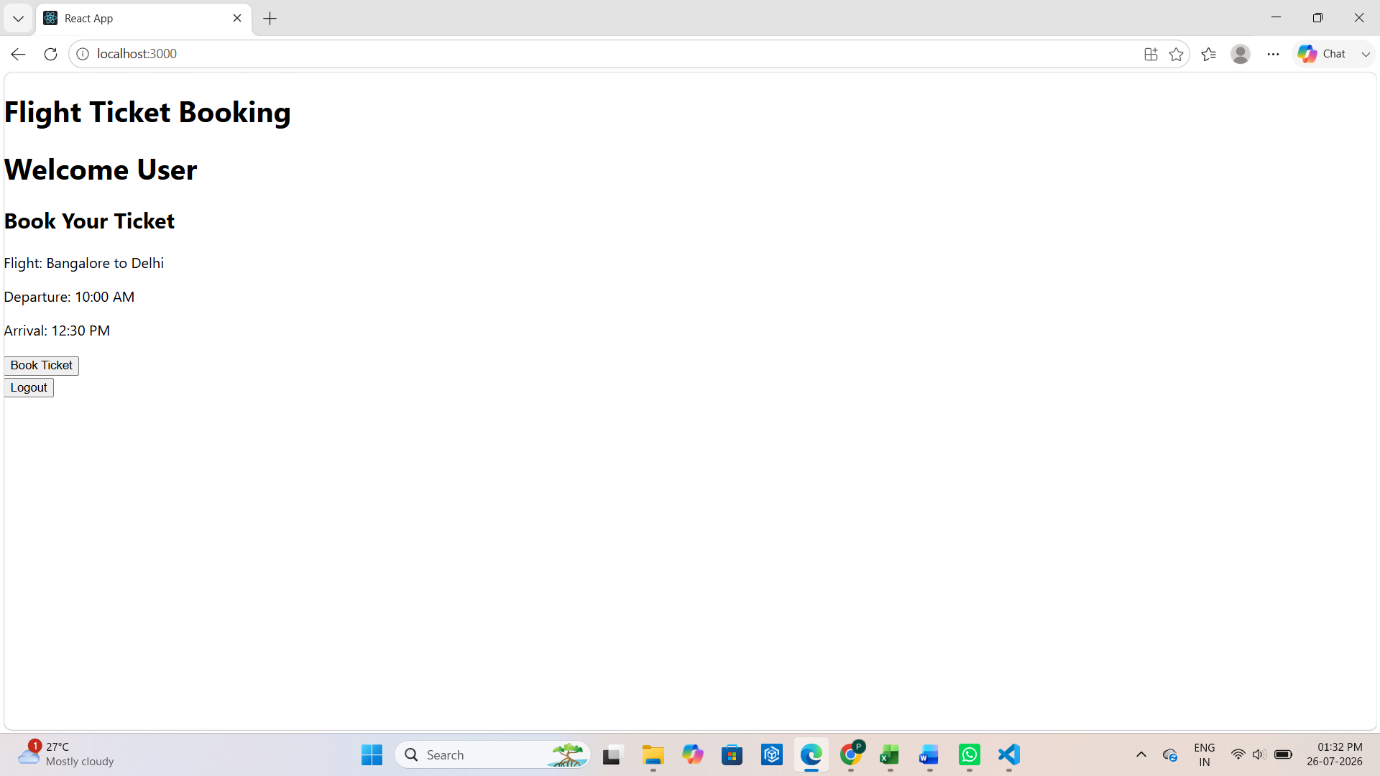 React App
localhost:3000
Chat
Flight Ticket Booking
Welcome User
Book Your Ticket
Flight: Bangalore to Delhi
Departure: 10:00 AM
Arrival: 12:30 PM
Book Ticket
Logout
1
27°C
Mostly cloudy
Search
P
ENG
IN
01:32 PM
26-07-2026